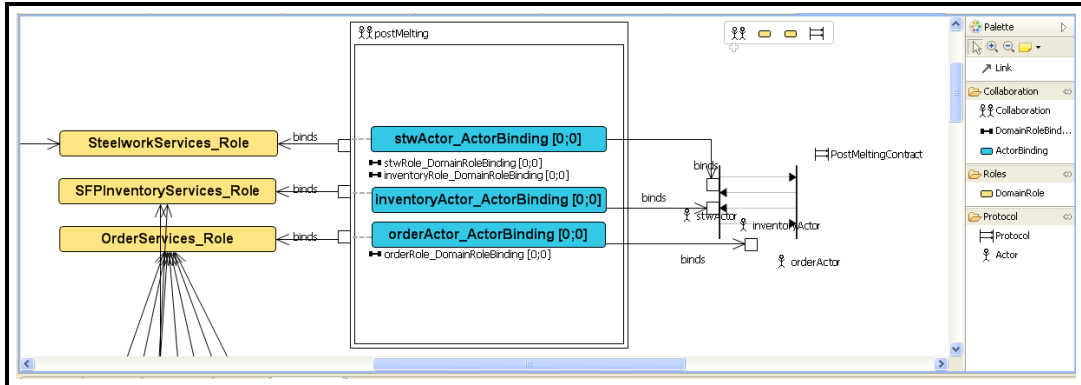 postMelting
Palette
Link
Collaboration
Collaboration
DomainRoleBind...
ActorBinding
Roles
DomainRole
Protocol
Protocol
Actor
SteelworkServices_Role
binds
stwActor_ActorBinding [0;0]
stwRole_DomainRoleBinding [0;0]
inventoryRole_DomainRoleBinding [0;0]
binds
PostMeltingContract
SFPInventoryServices_Role
binds
inventoryActor_ActorBinding [0;0]
binds
stwActor
inventoryActor
OrderServices_Role
binds
orderActor_ActorBinding [0;0]
orderRole_DomainRoleBinding [0;0]
binds
orderActor